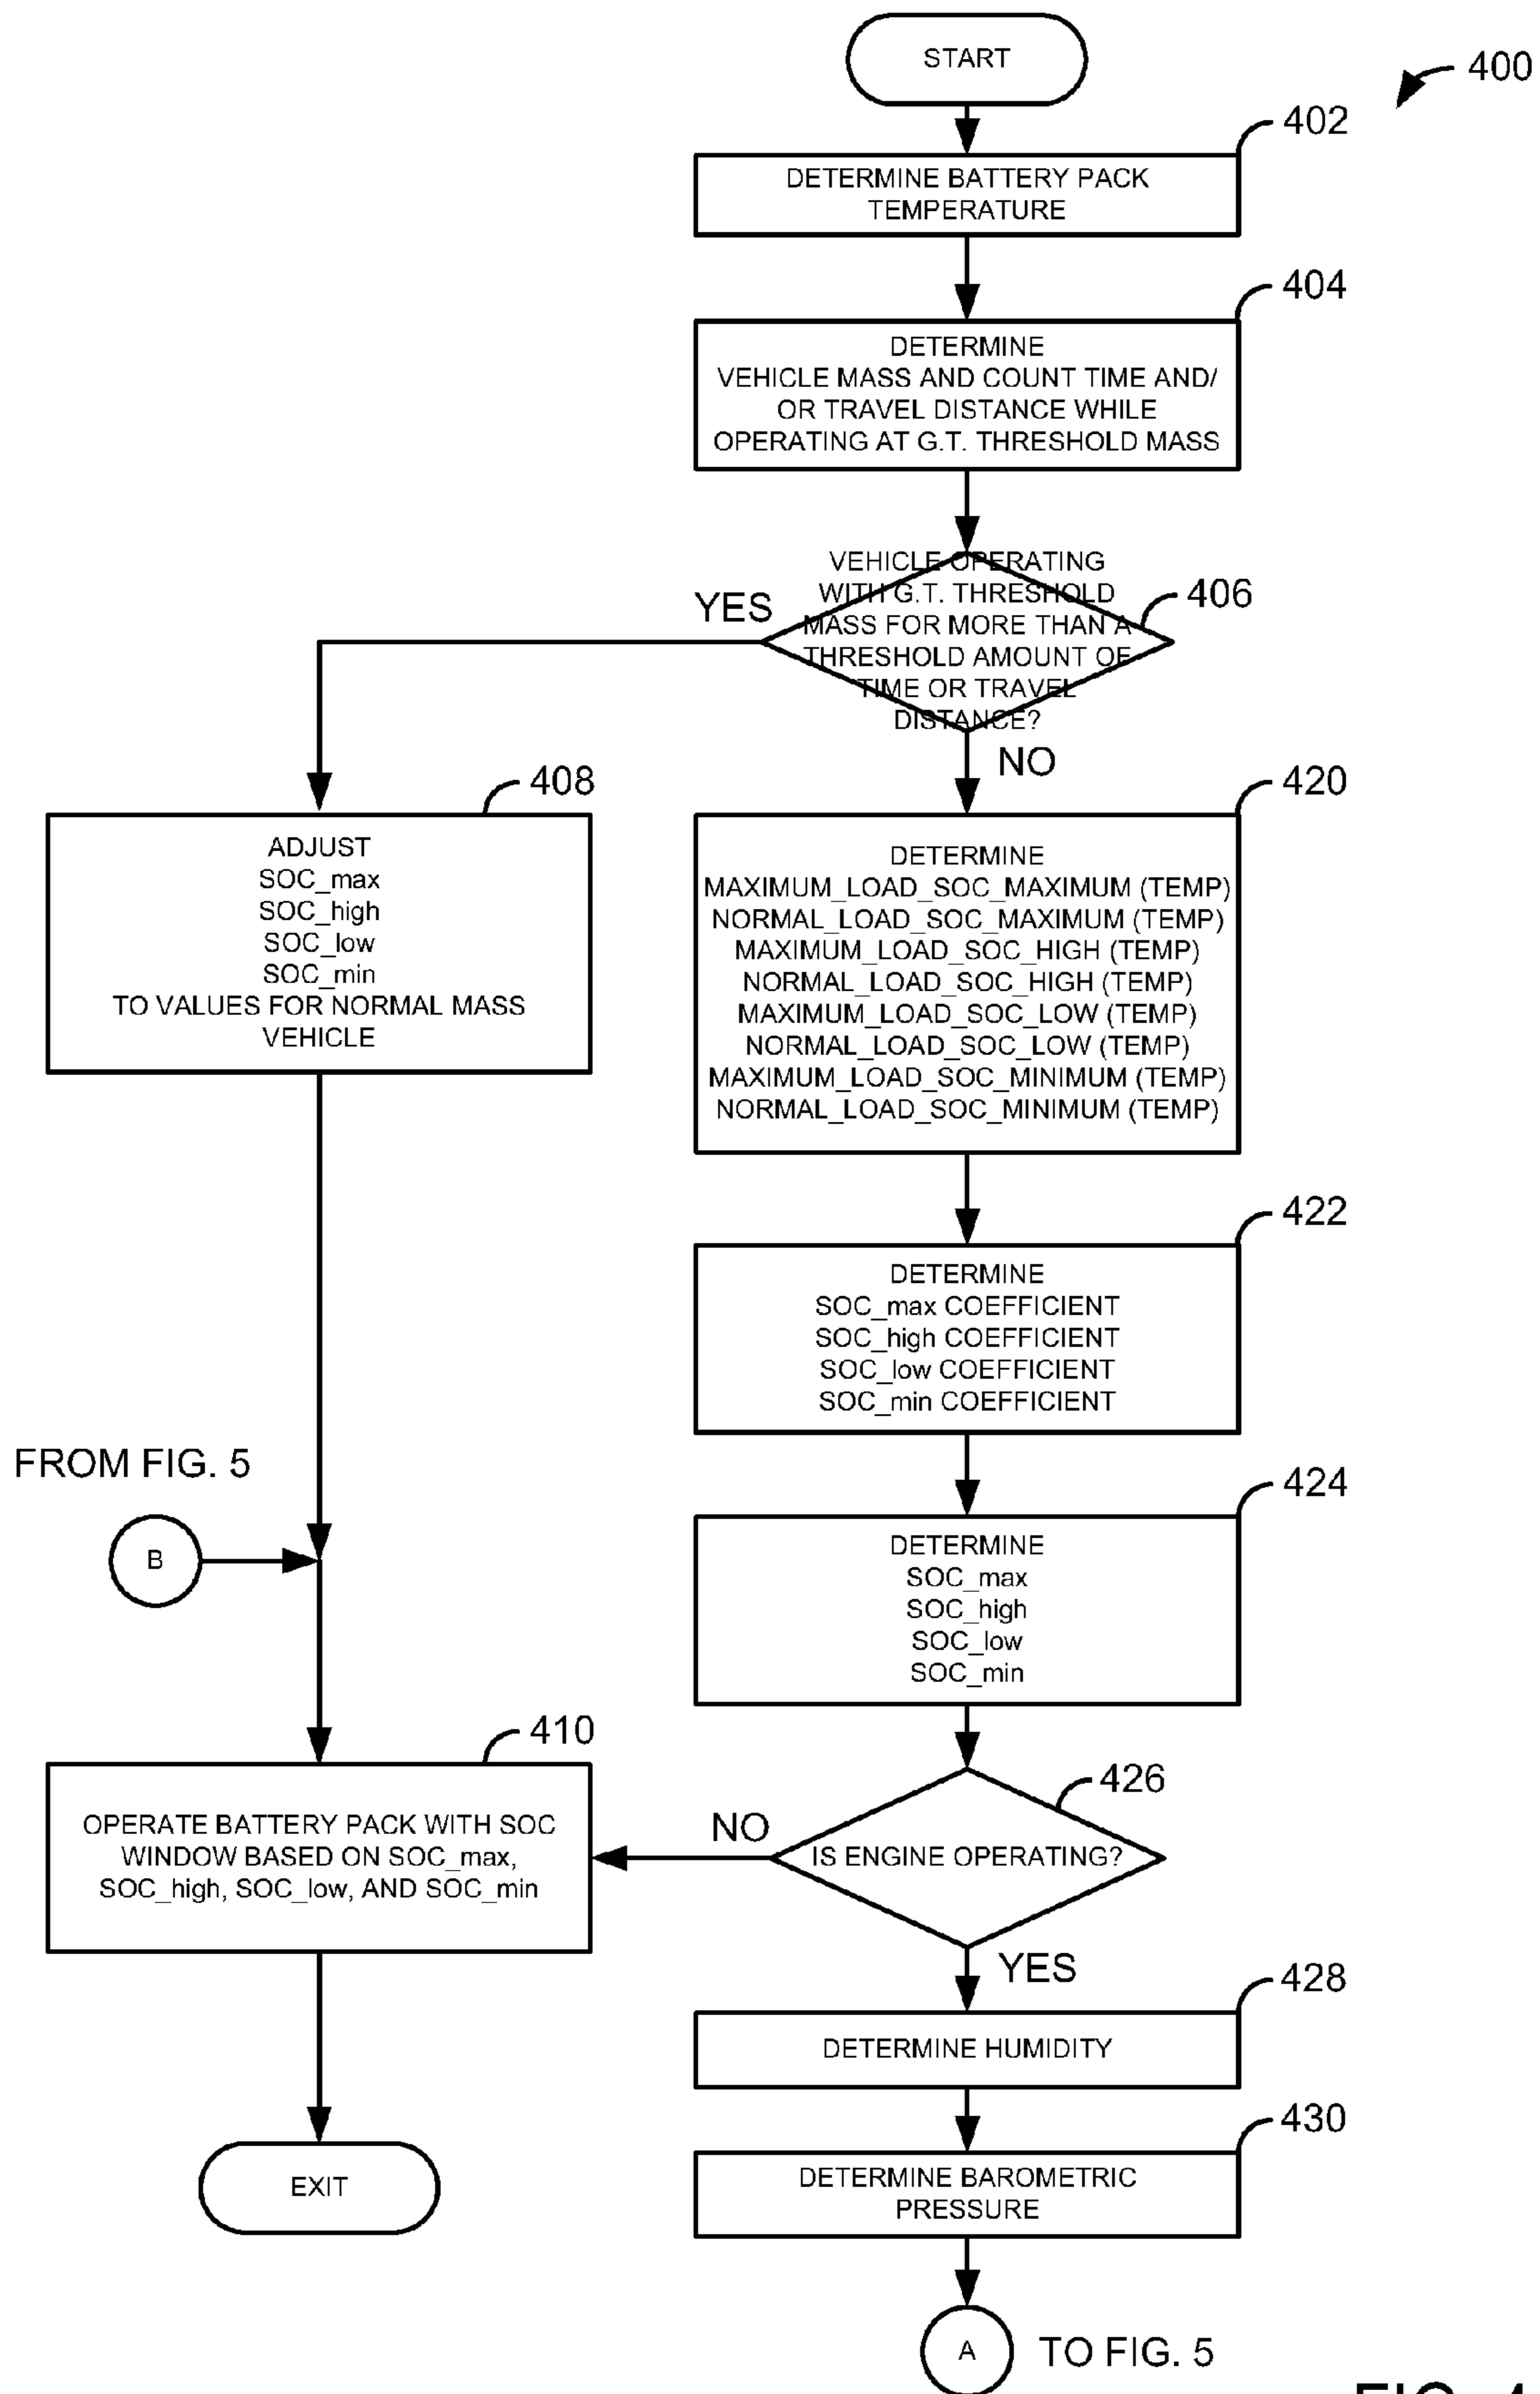 START
400
402
DETERMINE BATTERY PACK
TEMPERATURE
404
DETERMINE
VEHICLE MASS AND COUNT TIME AND/
OR TRAVEL DISTANCE WHILE
OPERATING AT G.T. THRESHOLD MASS
VEHICLE OPERATING
WITH G.T. THRESHOLD
MASS FOR MORE THAN A
THRESHOLD AMOUNT OF
TIME OR TRAVEL
DISTANCE?
406
YES
NO
408
ADJUST
SOC_max
SOC_high
SOC_low
SOC_min
TO VALUES FOR NORMAL MASS
VEHICLE
420
DETERMINE
MAXIMUM_LOAD_SOC_MAXIMUM (TEMP)
NORMAL_LOAD_SOC_MAXIMUM (TEMP)
MAXIMUM_LOAD_SOC_HIGH (TEMP)
NORMAL_LOAD_SOC_HIGH (TEMP)
MAXIMUM_LOAD_SOC_LOW (TEMP)
NORMAL_LOAD_SOC_LOW (TEMP)
MAXIMUM_LOAD_SOC_MINIMUM (TEMP)
NORMAL_LOAD_SOC_MINIMUM (TEMP)
422
DETERMINE
SOC_max COEFFICIENT
SOC_high COEFFICIENT
SOC_low COEFFICIENT
SOC_min COEFFICIENT
FROM FIG. 5
B
424
DETERMINE
SOC_max
SOC_high
SOC_low
SOC_min
410
OPERATE BATTERY PACK WITH SOC
WINDOW BASED ON SOC_max,
SOC_high, SOC_low, AND SOC_min
426
NO
IS ENGINE OPERATING?
YES
428
DETERMINE HUMIDITY
430
DETERMINE BAROMETRIC
PRESSURE
EXIT
A
TO FIG. 5